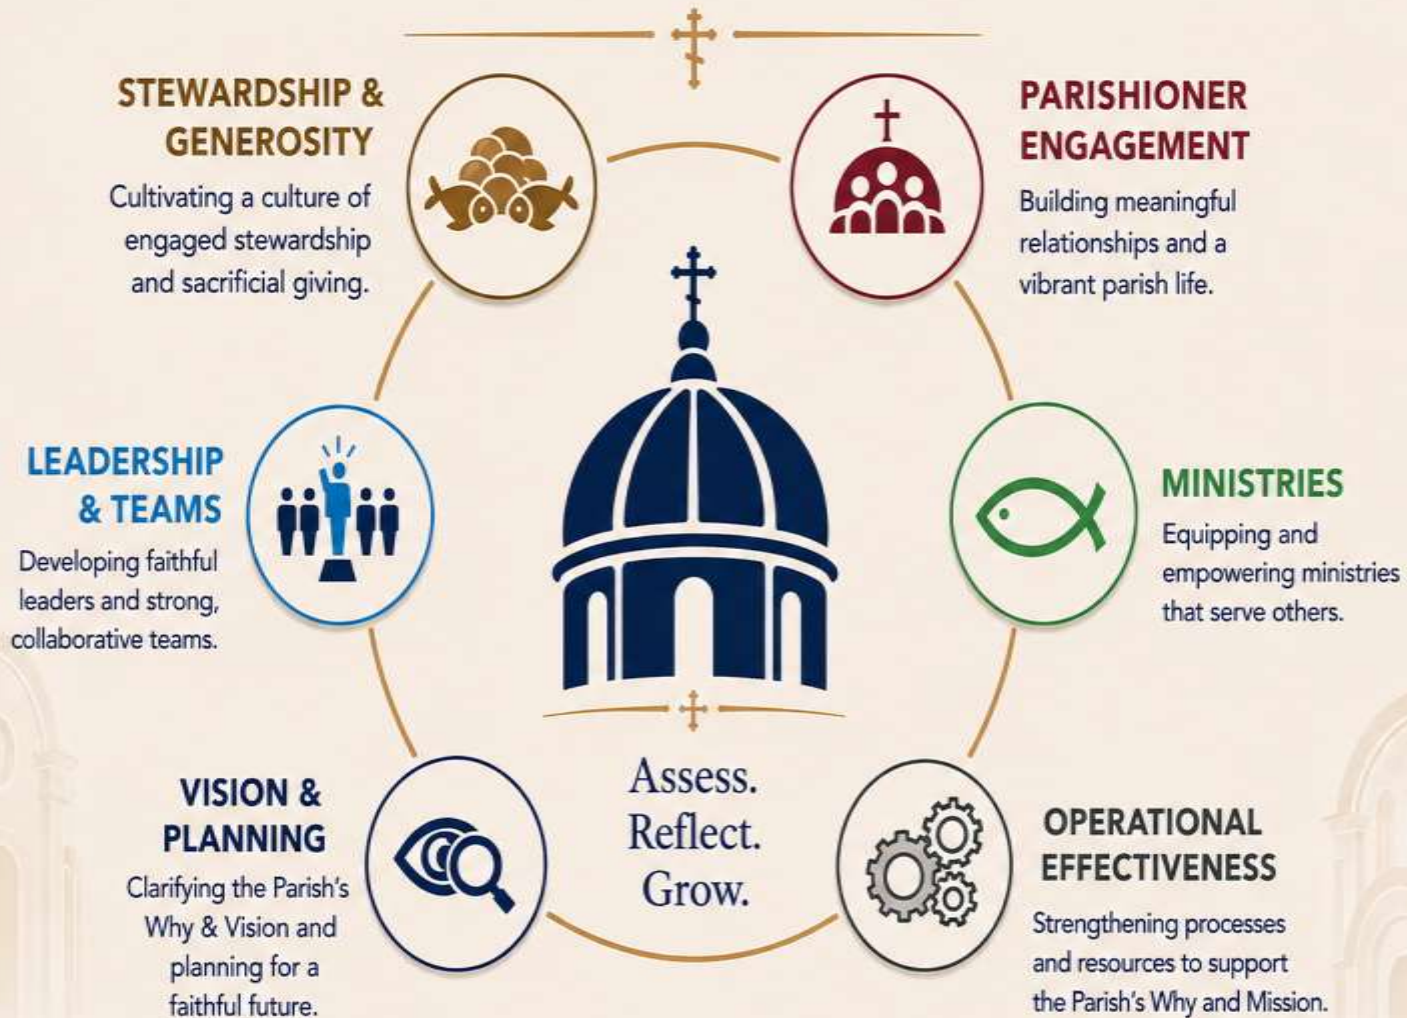 STEWARDSHIP &
GENEROSITY
Cultivating a culture of
engaged stewardship
and sacrificial giving.
PARISHIONER
ENGAGEMENT
Building meaningful
relationships and a
vibrant parish life.
LEADERSHIP
& TEAMS
Developing faithful
leaders and strong,
collaborative teams.
MINISTRIES
Equipping and
empowering ministries
that serve others.
VISION &
PLANNING
Clarifying the Parish's
Why & Vision and
planning for a
faithful future.
Assess.
Reflect.
Grow.
OPERATIONAL
EFFECTIVENESS
Strengthening processes
and resources to support
the Parish's Why and Mission.